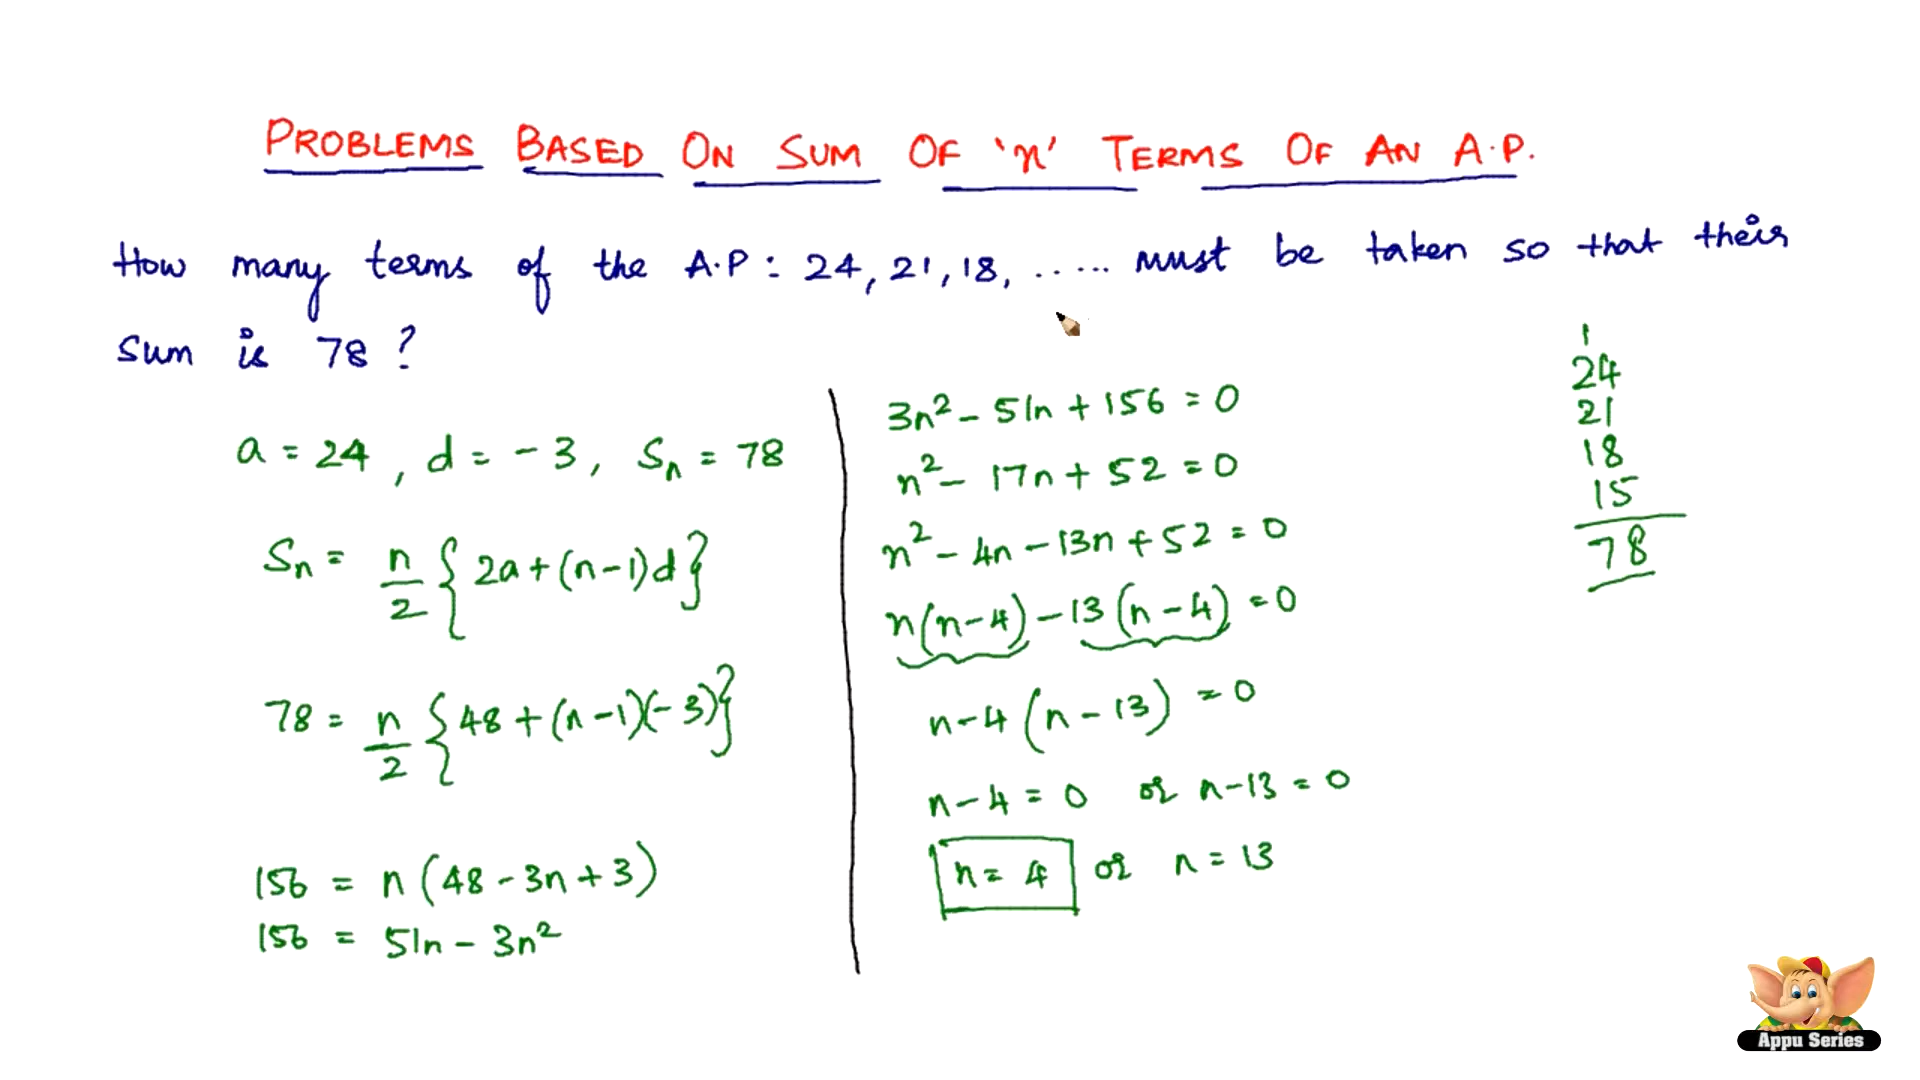 PROBLEMS BASED ON SUM OF 'n' TERMS OF AN A.P.
How many terms of the A.P : 24, 21, 18, ..... must be taken so that their
sum is 78 ?
a = 24 , d = - 3 , Sn = 78
Sn = n/2 { 2a + (n-1)d }
78 = n/2 { 48 + (n-1)(-3) }
156 = n (48 - 3n + 3)
156 = 51n - 3n²
3n² - 51n + 156 = 0
n² - 17n + 52 = 0
n² - 4n - 13n + 52 = 0
n(n-4) - 13(n-4) = 0
n-4 (n-13) = 0
n-4 = 0 or n-13 = 0
n = 4 or n = 13
1
24
21
18
15
78
Appu Series